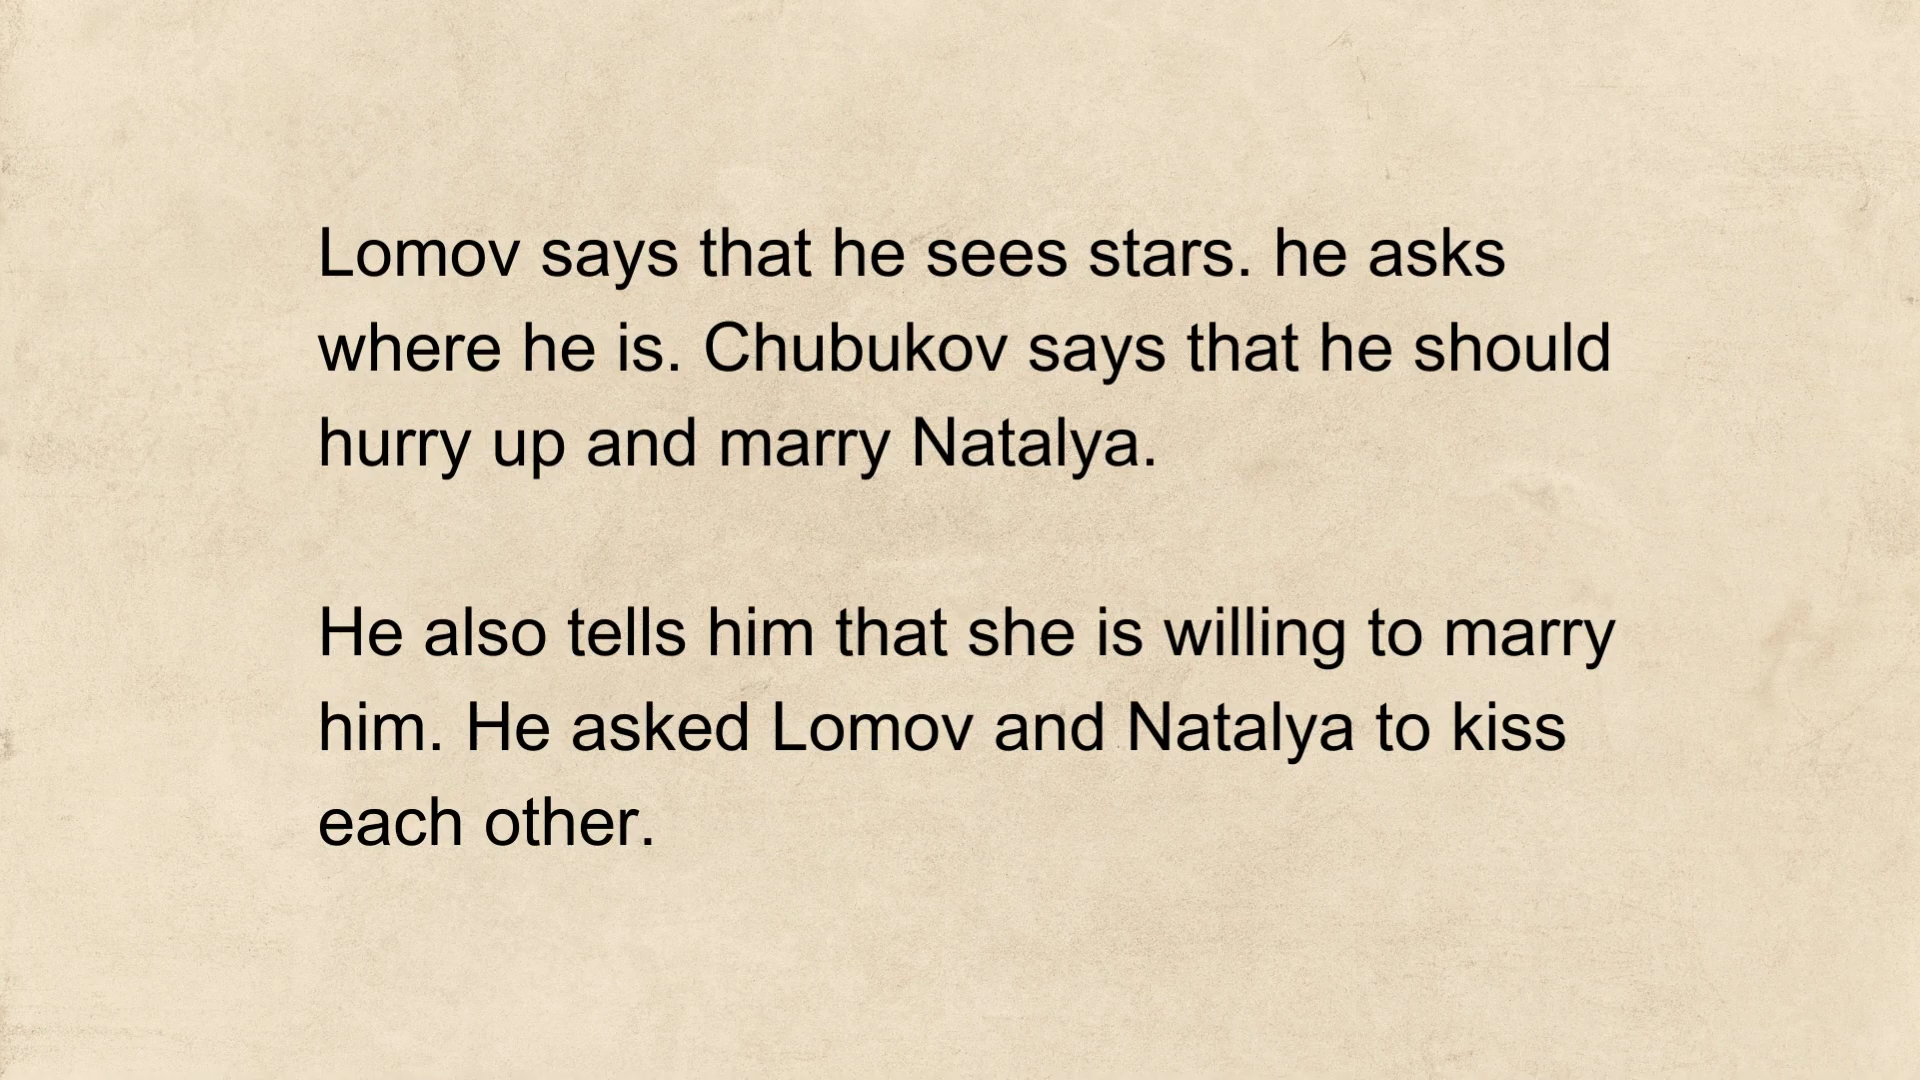 Lomov says that he sees stars. he asks
where he is. Chubukov says that he should
hurry up and marry Natalya.
He also tells him that she is willing to marry
him. He asked Lomov and Natalya to kiss
each other.